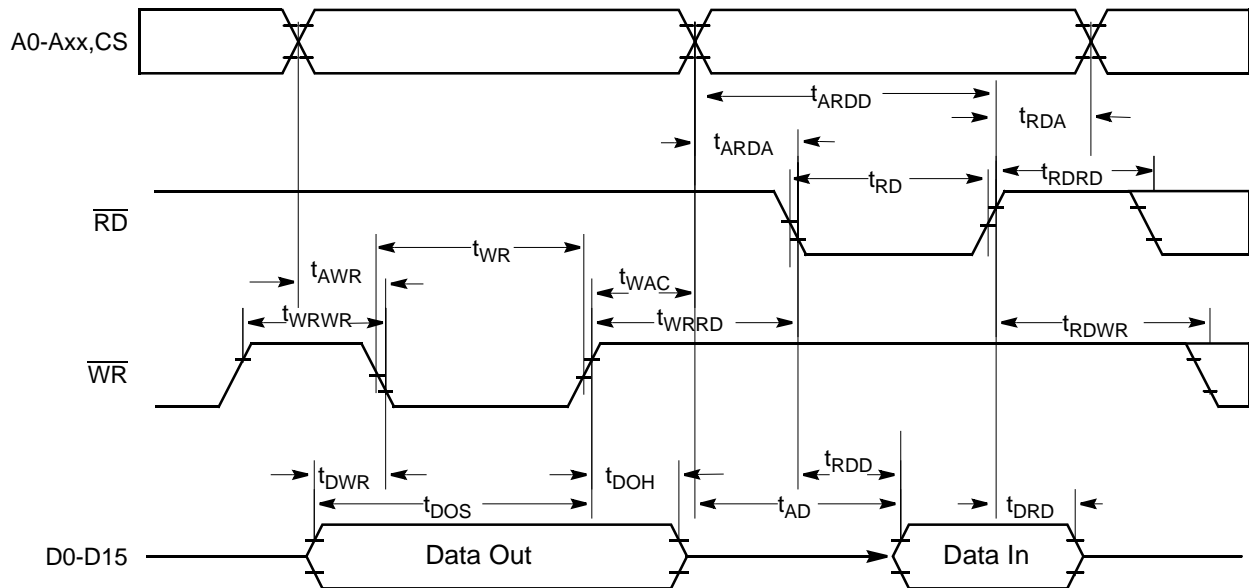 A0-Axx,CS
tARDD
tRDA
tARDA
tRD
tRDRD
RD
tWR
tAWR
tWAC
tWRWR
tWRRD
tRDWR
WR
tRDD
tDWR
tDOH
tDOS
tAD
tDRD
D0-D15
Data Out
Data In